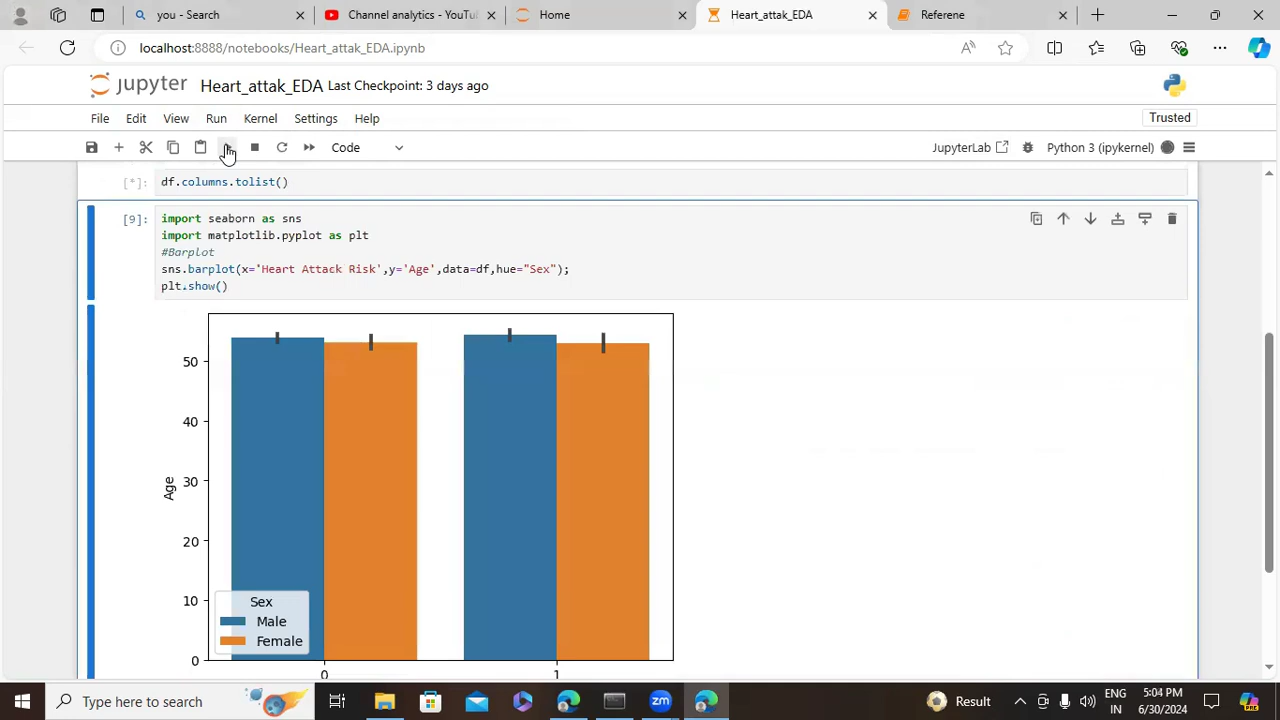 you - Search
Channel analytics - YouTu
Home
Heart_attak_EDA
Referene
localhost:8888/notebooks/Heart_attak_EDA.ipynb
jupyter Heart_attak_EDA Last Checkpoint: 3 days ago
File Edit View Run Kernel Settings Help
Trusted
Code
JupyterLab
Python 3 (ipykernel)
[*]: df.columns.tolist()
[9]: import seaborn as sns
import matplotlib.pyplot as plt
#Barplot
sns.barplot(x='Heart Attack Risk',y='Age',data=df,hue="Sex");
plt.show()
50
40
30
20
10
0
Age
Sex
Male
Female
0 1
Type here to search
Result
ENG
IN
5:04 PM
6/30/2024